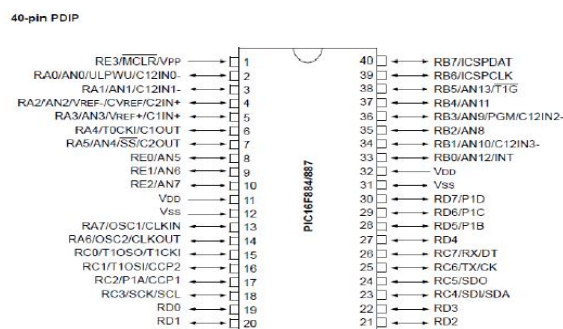 40-pin PDIP
RE3/MCLR/VPP 1
RA0/AN0/ULPWU/C12IN0- 2
RA1/AN1/C12IN1- 3
RA2/AN2/VREF-/CVREF/C2IN+ 4
RA3/AN3/VREF+/C1IN+ 5
RA4/T0CKI/C1OUT 6
RA5/AN4/SS/C2OUT 7
RE0/AN5 8
RE1/AN6 9
RE2/AN7 10
VDD 11
VSS 12
RA7/OSC1/CLKIN 13
RA6/OSC2/CLKOUT 14
RC0/T1OSO/T1CKI 15
RC1/T1OSI/CCP2 16
RC2/P1A/CCP1 17
RC3/SCK/SCL 18
RD0 19
RD1 20
PIC16F884/887
40 RB7/ICSPDAT
39 RB6/ICSPCLK
38 RB5/AN13/T1G
37 RB4/AN11
36 RB3/AN9/PGM/C12IN2-
35 RB2/AN8
34 RB1/AN10/C12IN3-
33 RB0/AN12/INT
32 VDD
31 VSS
30 RD7/P1D
29 RD6/P1C
28 RD5/P1B
27 RD4
26 RC7/RX/DT
25 RC6/TX/CK
24 RC5/SDO
23 RC4/SDI/SDA
22 RD3
21 RD2